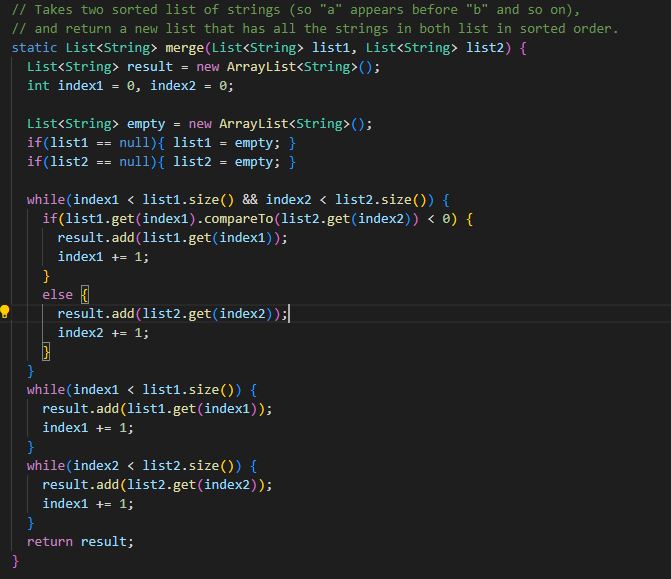 // Takes two sorted list of strings (so "a" appears before "b" and so on),
// and return a new list that has all the strings in both list in sorted order.
static List<String> merge(List<String> list1, List<String> list2) {
  List<String> result = new ArrayList<String>();
  int index1 = 0, index2 = 0;

  List<String> empty = new ArrayList<String>();
  if(list1 == null){ list1 = empty; }
  if(list2 == null){ list2 = empty; }

  while(index1 < list1.size() && index2 < list2.size()) {
    if(list1.get(index1).compareTo(list2.get(index2)) < 0) {
      result.add(list1.get(index1));
      index1 += 1;
    }
    else {
      result.add(list2.get(index2));
      index2 += 1;
    }
  }
  while(index1 < list1.size()) {
    result.add(list1.get(index1));
    index1 += 1;
  }
  while(index2 < list2.size()) {
    result.add(list2.get(index2));
    index1 += 1;
  }
  return result;
}